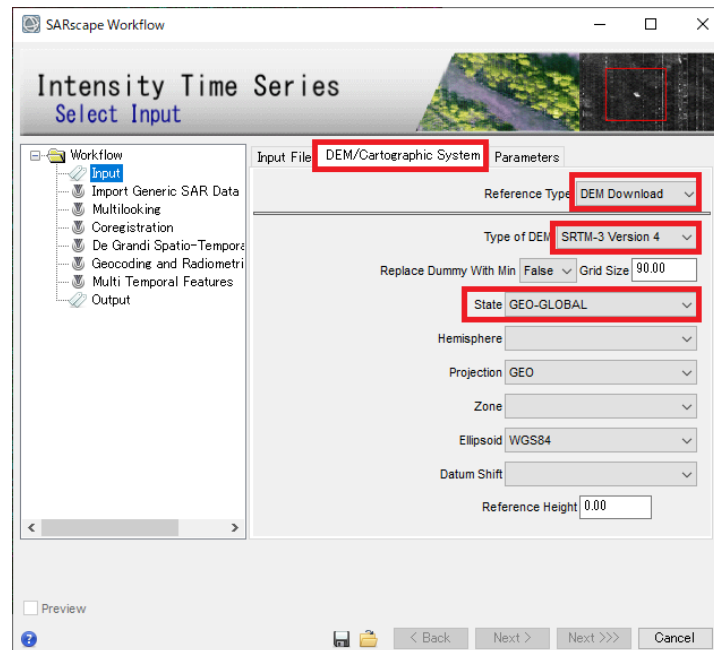 SARscape Workflow
Intensity Time Series
Select Input
Workflow
Input
Import Generic SAR Data
Multilooking
Coregistration
De Grandi Spatio-Tempora
Geocoding and Radiometri
Multi Temporal Features
Output
Input File DEM/Cartographic System Parameters
Reference Type DEM Download
Type of DEM SRTM-3 Version 4
Replace Dummy With Min False Grid Size 90.00
State GEO-GLOBAL
Hemisphere
Projection GEO
Zone
Ellipsoid WGS84
Datum Shift
Reference Height 0.00
Preview
< Back Next > Next >>> Cancel